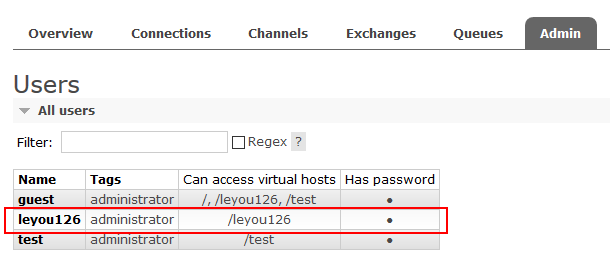 Overview Connections Channels Exchanges Queues Admin
Users
All users
Filter: Regex ?
Name Tags Can access virtual hosts Has password
guest administrator /, /leyou126, /test ●
leyou126 administrator /leyou126 ●
test administrator /test ●